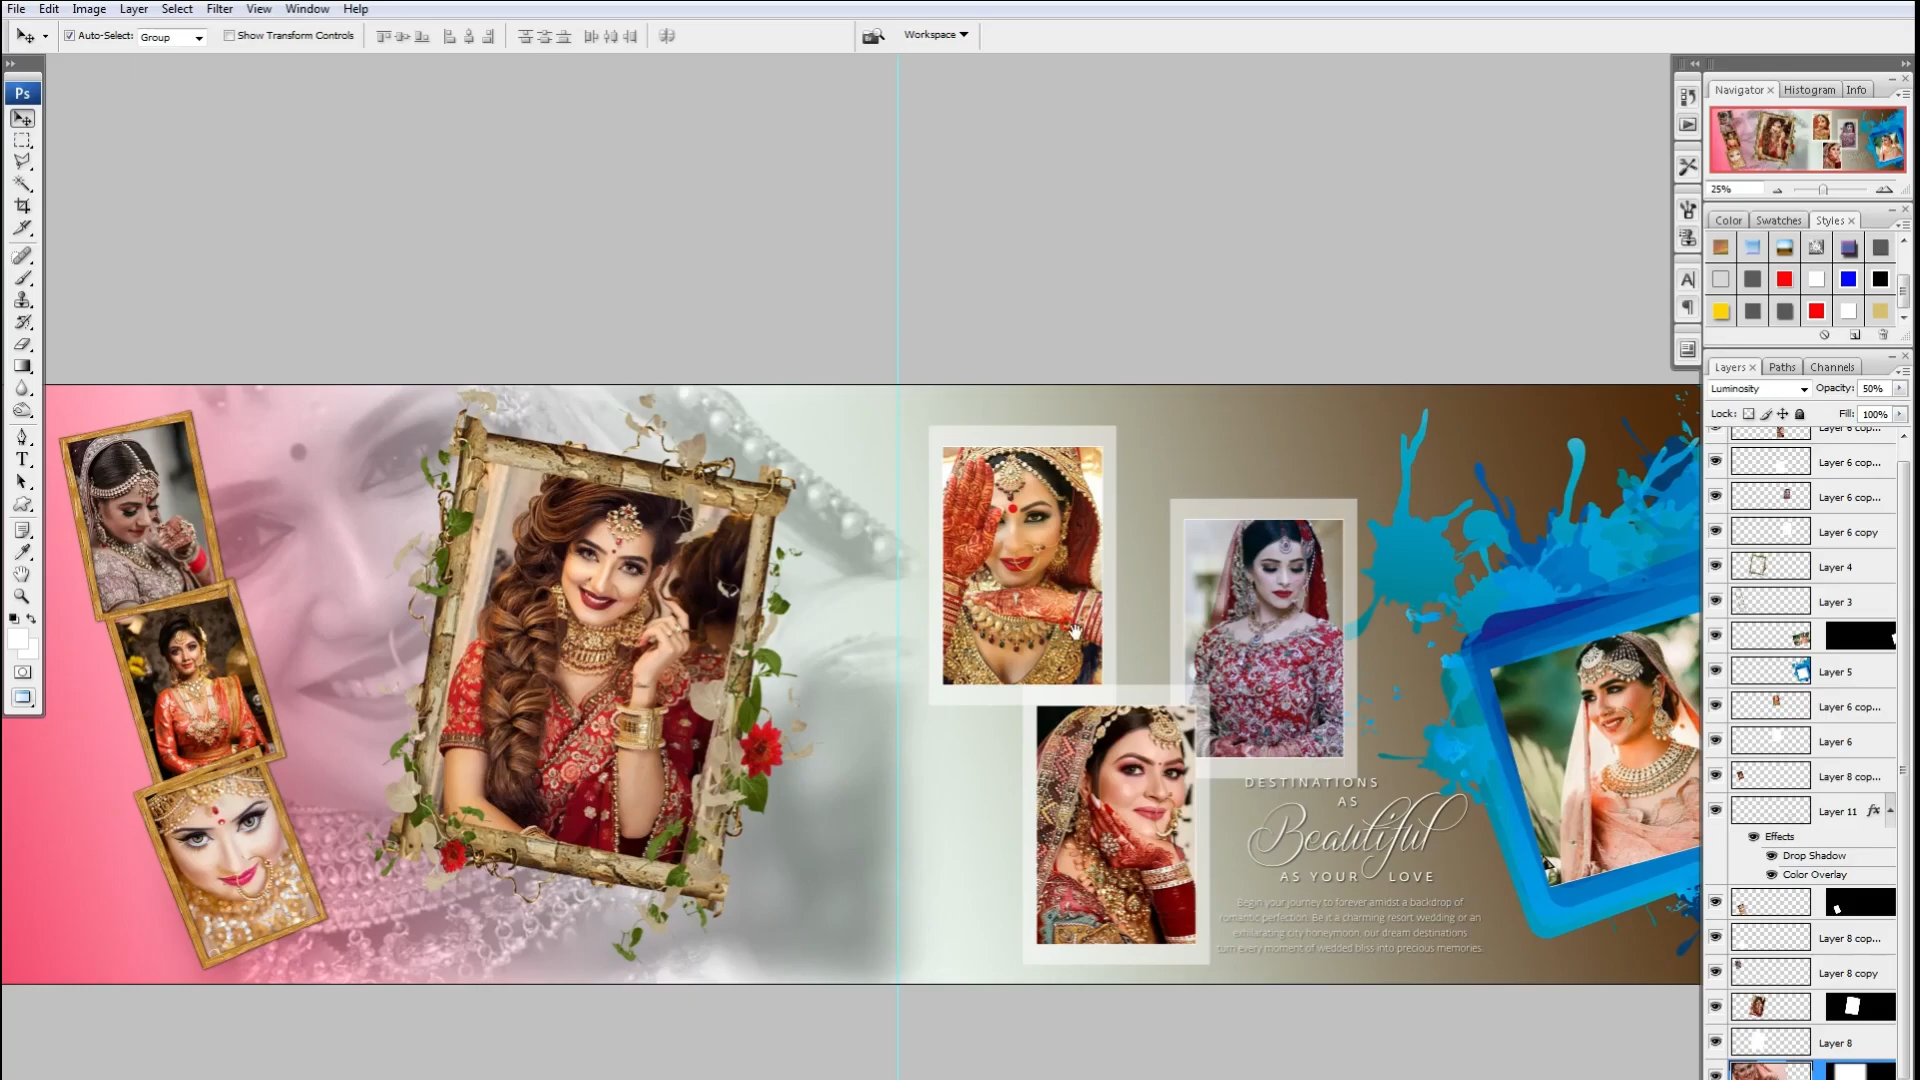 File Edit Image Layer Select Filter View Window Help
Auto-Select: Group Show Transform Controls Workspace
Ps
Navigator Histogram Info
25%
Color Swatches Styles
Layers Paths Channels
Luminosity Opacity: 50%
Lock: Fill: 100%
Layer 6 cop...
Layer 6 cop...
Layer 6 cop...
Layer 6 copy
Layer 4
Layer 3
Layer 5
Layer 6 cop...
Layer 6
Layer 8 cop...
Layer 11 fx
Effects
Drop Shadow
Color Overlay
Layer 8 cop...
Layer 8 copy
Layer 8
DESTINATIONS
AS
Beautiful
AS YOUR LOVE
Begin your journey to forever amidst a backdrop of
romantic perfection. Be it a charming resort wedding or an
exhilarating city honeymoon, our dream destinations
turn every moment of wedded bliss into precious memories.